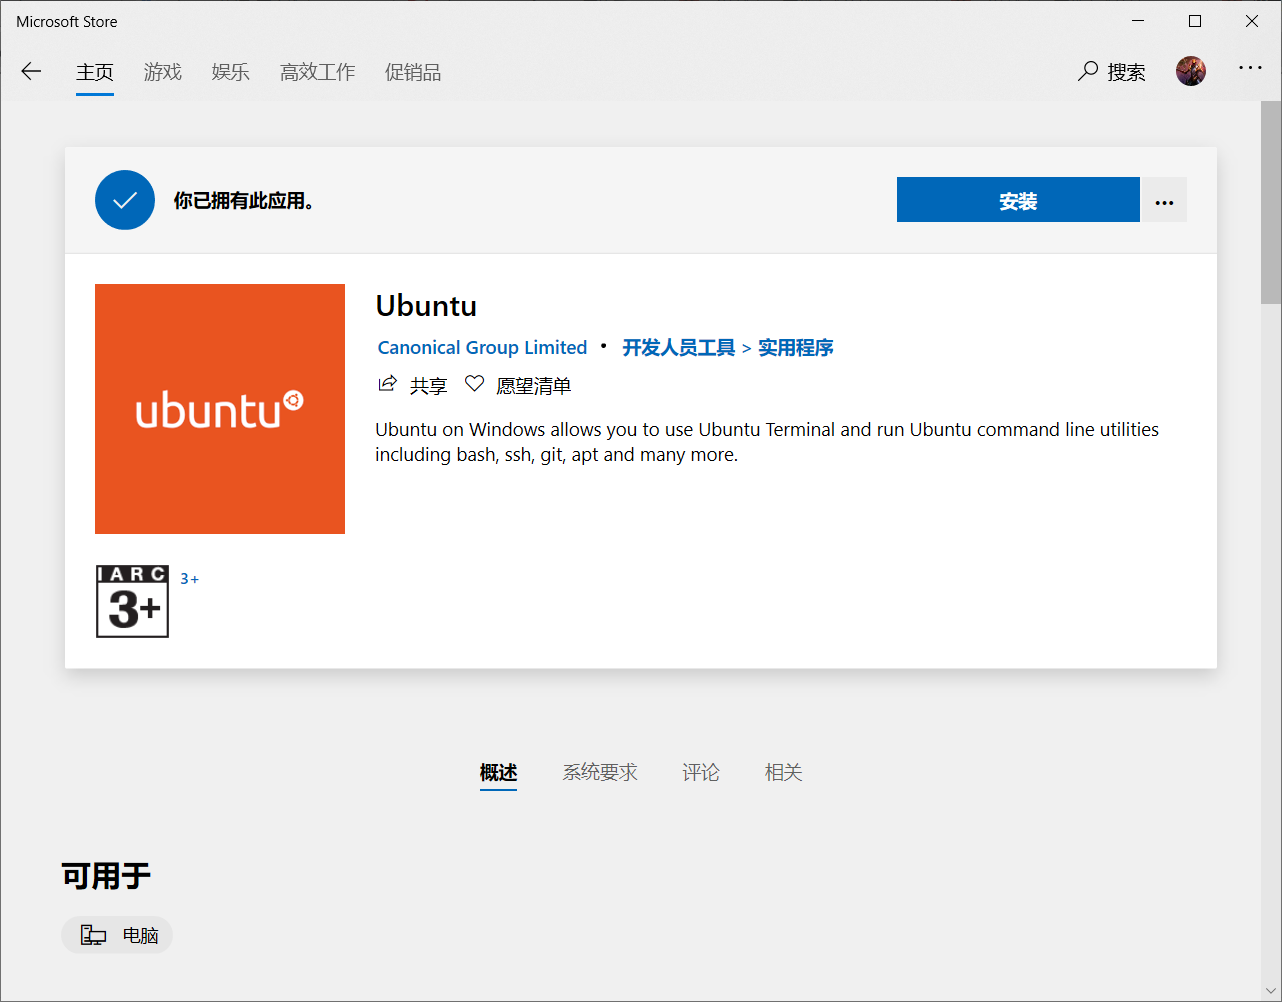 Microsoft Store
主页 游戏 娱乐 高效工作 促销品 搜索
你已拥有此应用。 安装
ubuntu
Ubuntu
Canonical Group Limited • 开发人员工具 > 实用程序
共享 愿望清单
Ubuntu on Windows allows you to use Ubuntu Terminal and run Ubuntu command line utilities
including bash, ssh, git, apt and many more.
IARC
3+
3+
概述 系统要求 评论 相关
可用于
电脑